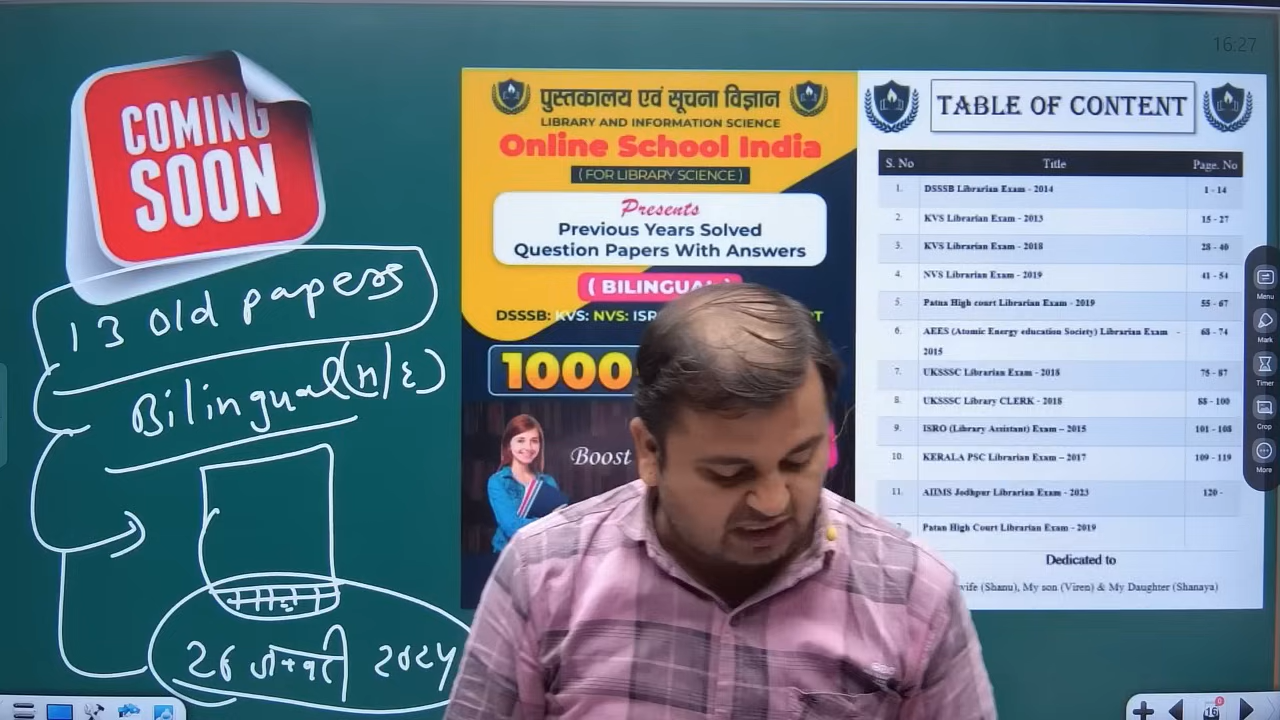 16:27
COMING
SOON
13 old papers
Bilingual (H/E)
26 जनवरी 2024
पुस्तकालय एवं सूचना विज्ञान
LIBRARY AND INFORMATION SCIENCE
Online School India
( FOR LIBRARY SCIENCE )
Presents
Previous Years Solved
Question Papers With Answers
( BILINGUAL )
DSSSB: KVS: NVS: ISR
1000
Boost
TABLE OF CONTENT
S. No Title Page. No
1. DSSSB Librarian Exam - 2014 1 - 14
2. KVS Librarian Exam - 2013 15 - 27
3. KVS Librarian Exam - 2018 28 - 40
4. NVS Librarian Exam - 2019 41 - 54
5. Patna High court Librarian Exam - 2019 55 - 67
6. AEES (Atomic Energy education Society) Librarian Exam - 68 - 74
2015
7. UKSSSC Librarian Exam - 2018 75 - 87
8. UKSSSC Library CLERK - 2018 88 - 100
9. ISRO (Library Assistant) Exam – 2015 101 - 108
10. KERALA PSC Librarian Exam – 2017 109 - 119
11. AIIMS Jodhpur Librarian Exam - 2023 120 -
Patan High Court Librarian Exam - 2019
Dedicated to
wife (Shanu), My son (Viren) & My Daughter (Shanaya)
Menu
Mark
Timer
Crop
More
16